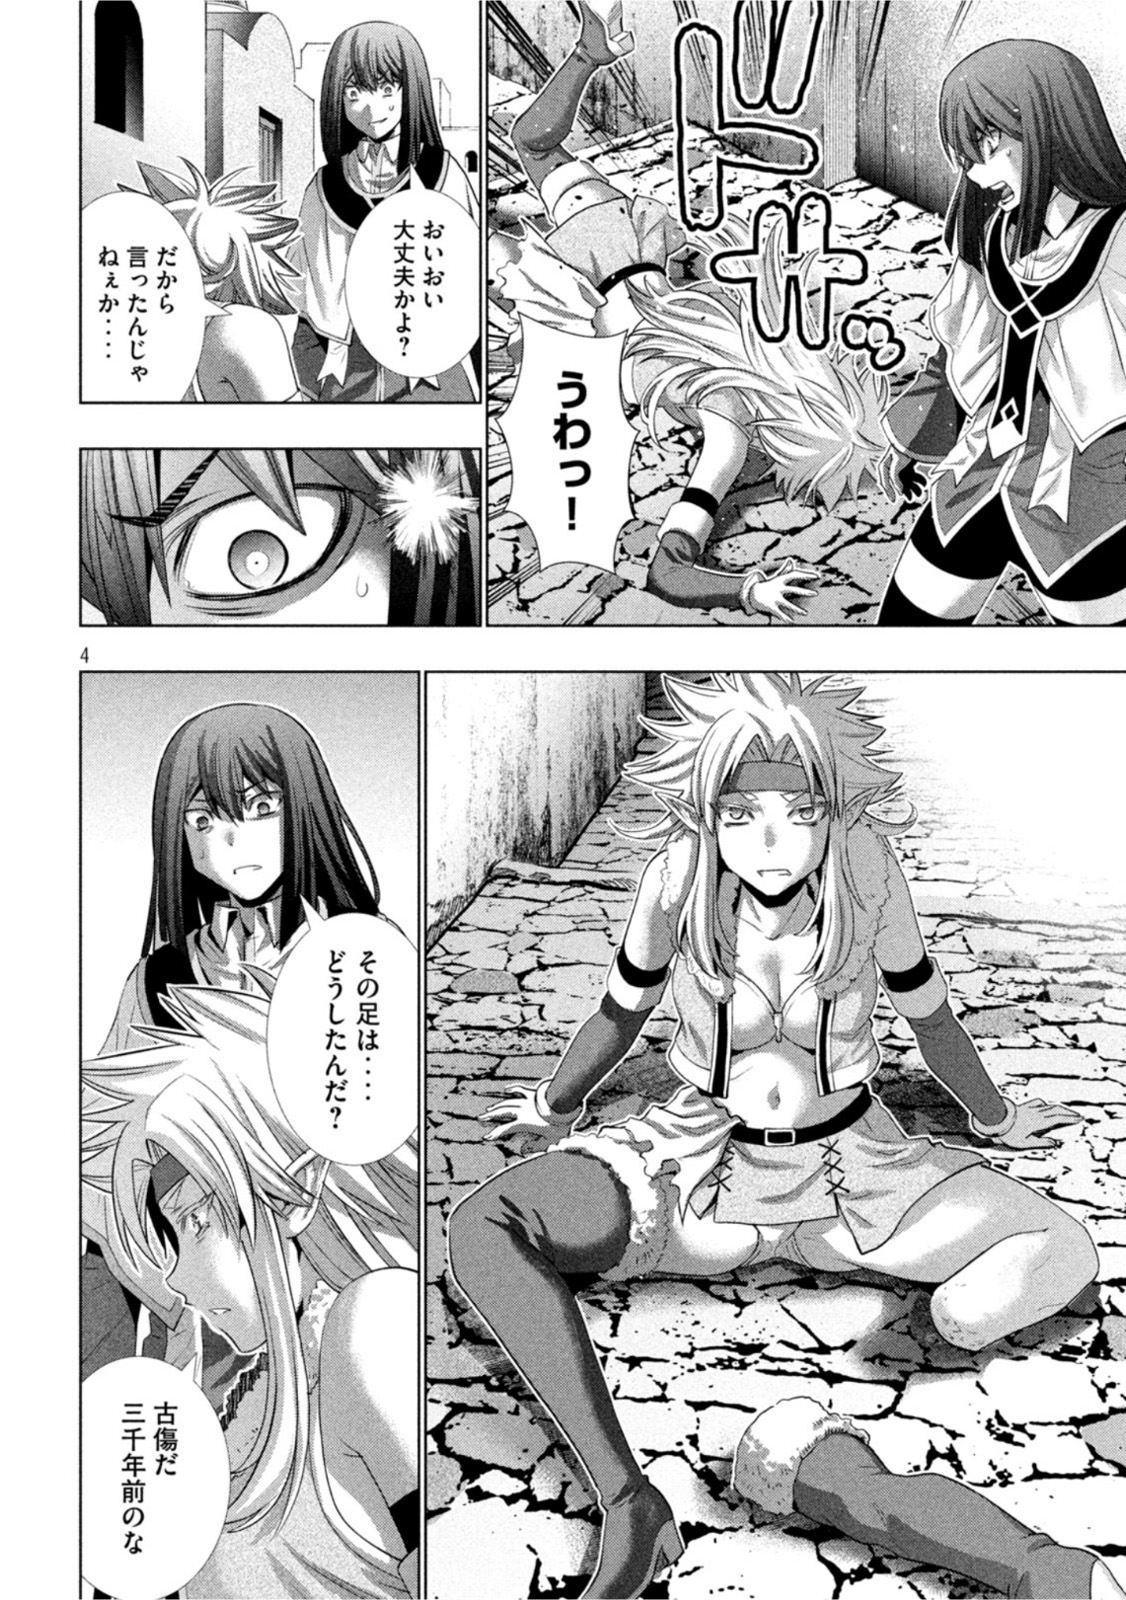 ドドサッ
うわっ！
おいおい
大丈夫かよ？
だから
言ったんじゃ
ねぇか‥‥
4
その足は‥‥
どうしたんだ？
古傷だ
三千年前のな